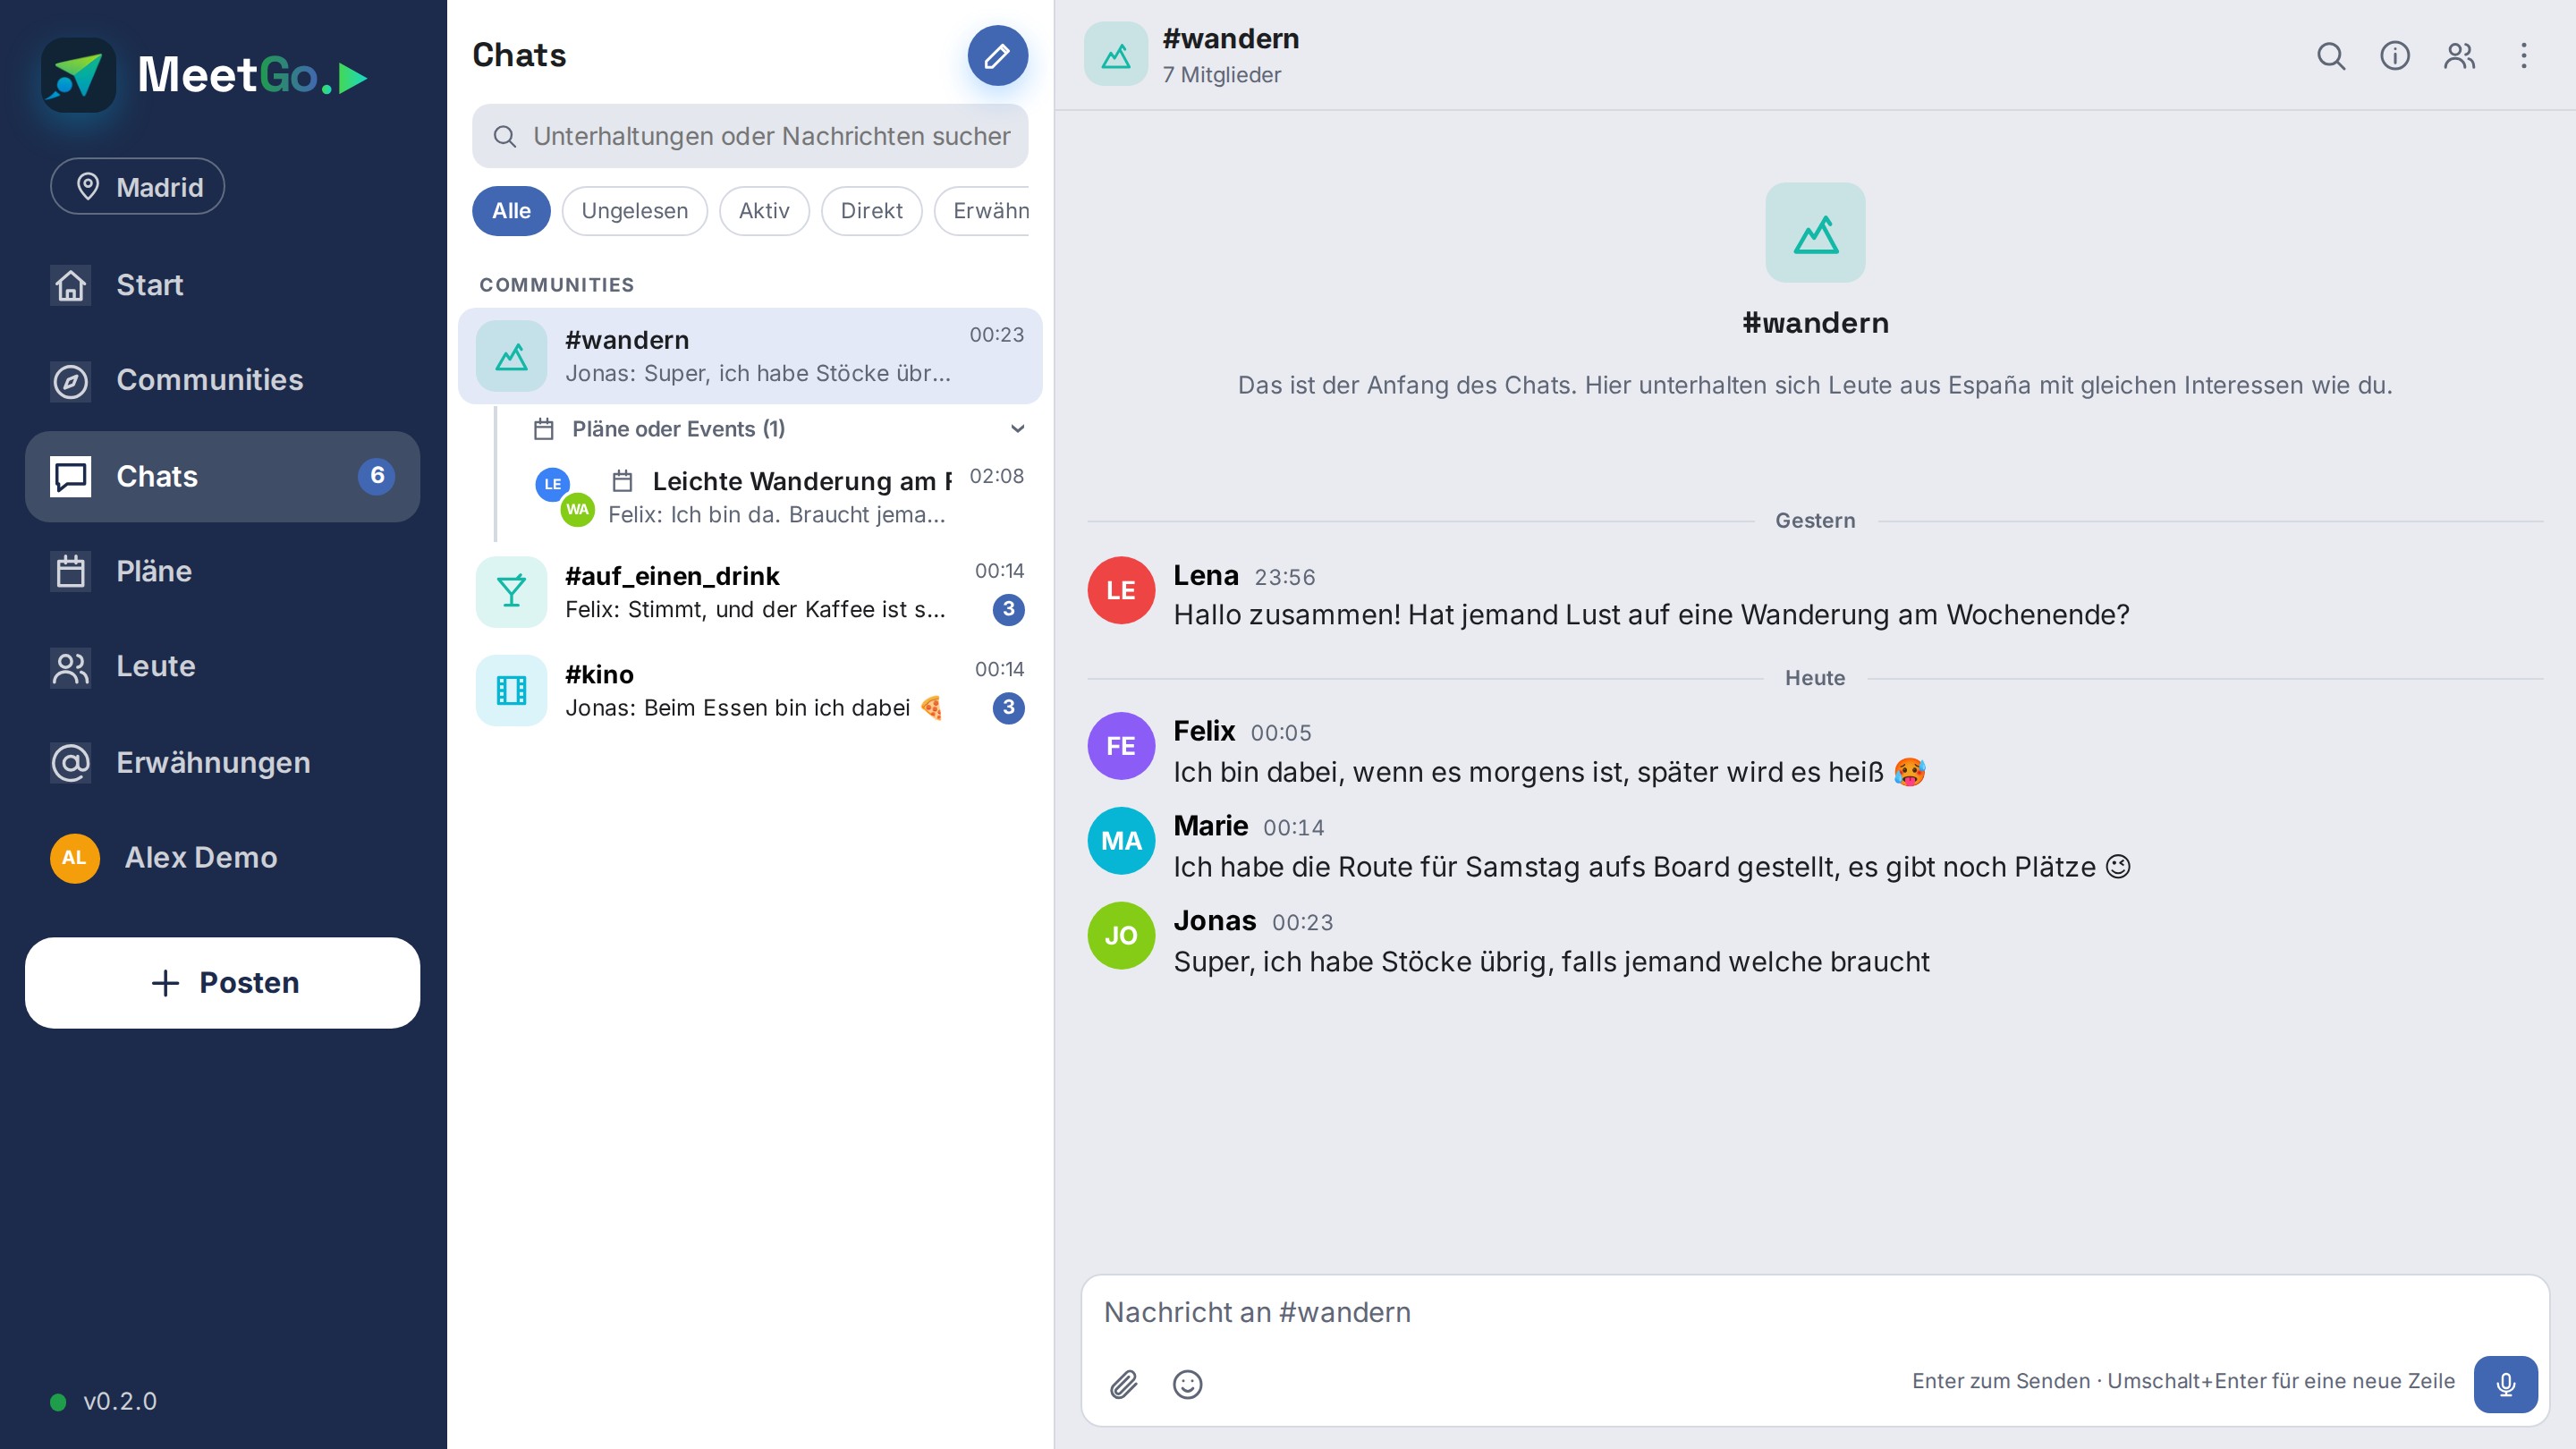 MeetGo.
Madrid
Start
Communities
Chats 6
Pläne
Leute
Erwähnungen
AL Alex Demo
Posten
v0.2.0
Chats
Unterhaltungen oder Nachrichten sucher
Alle Ungelesen Aktiv Direkt Erwähn
COMMUNITIES
#wandern 00:23
Jonas: Super, ich habe Stöcke übr...
Pläne oder Events (1)
LE Leichte Wanderung am 02:08
WA Felix: Ich bin da. Braucht jema...
#auf_einen_drink 00:14
Felix: Stimmt, und der Kaffee ist s... 3
#kino 00:14
Jonas: Beim Essen bin ich dabei 🍕 3
#wandern
7 Mitglieder
#wandern
Das ist der Anfang des Chats. Hier unterhalten sich Leute aus España mit gleichen Interessen wie du.
Gestern
LE Lena 23:56
Hallo zusammen! Hat jemand Lust auf eine Wanderung am Wochenende?
Heute
FE Felix 00:05
Ich bin dabei, wenn es morgens ist, später wird es heiß 🥵
MA Marie 00:14
Ich habe die Route für Samstag aufs Board gestellt, es gibt noch Plätze 😉
JO Jonas 00:23
Super, ich habe Stöcke übrig, falls jemand welche braucht
Nachricht an #wandern
Enter zum Senden · Umschalt+Enter für eine neue Zeile